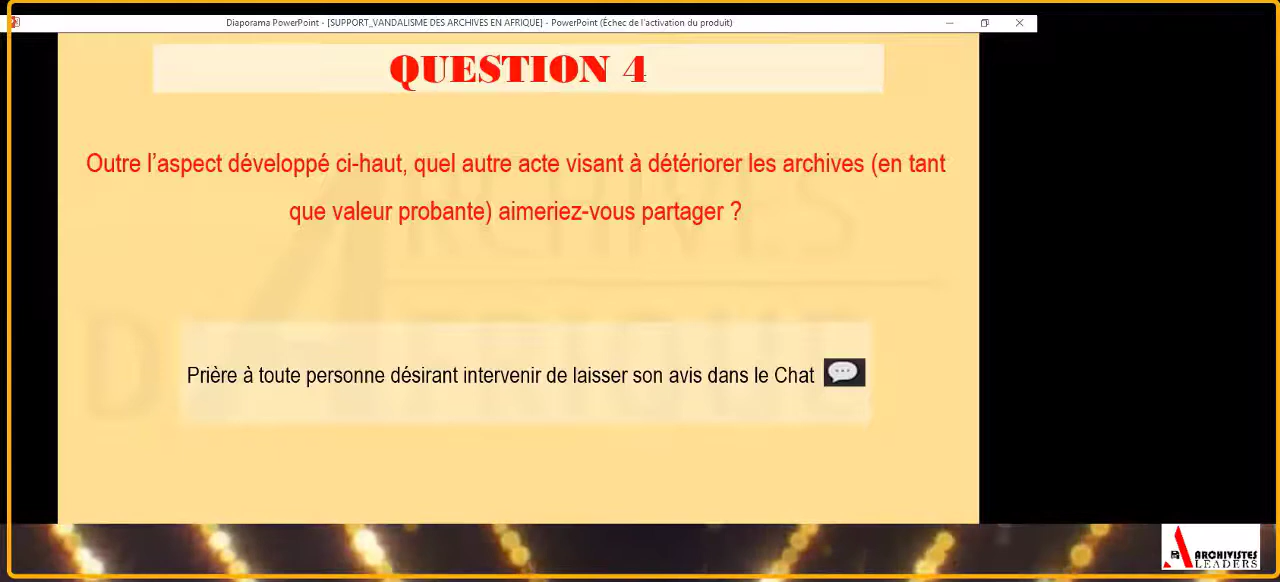 Diaporama PowerPoint - [SUPPORT_VANDALISME DES ARCHIVES EN AFRIQUE] - PowerPoint (Échec de l'activation du produit)
QUESTION 4
Outre l'aspect développé ci-haut, quel autre acte visant à détériorer les archives (en tant
que valeur probante) aimeriez-vous partager ?
ARCHIVES
D'AFRIQUE
Prière à toute personne désirant intervenir de laisser son avis dans le Chat
ARCHIVISTES
LEADERS